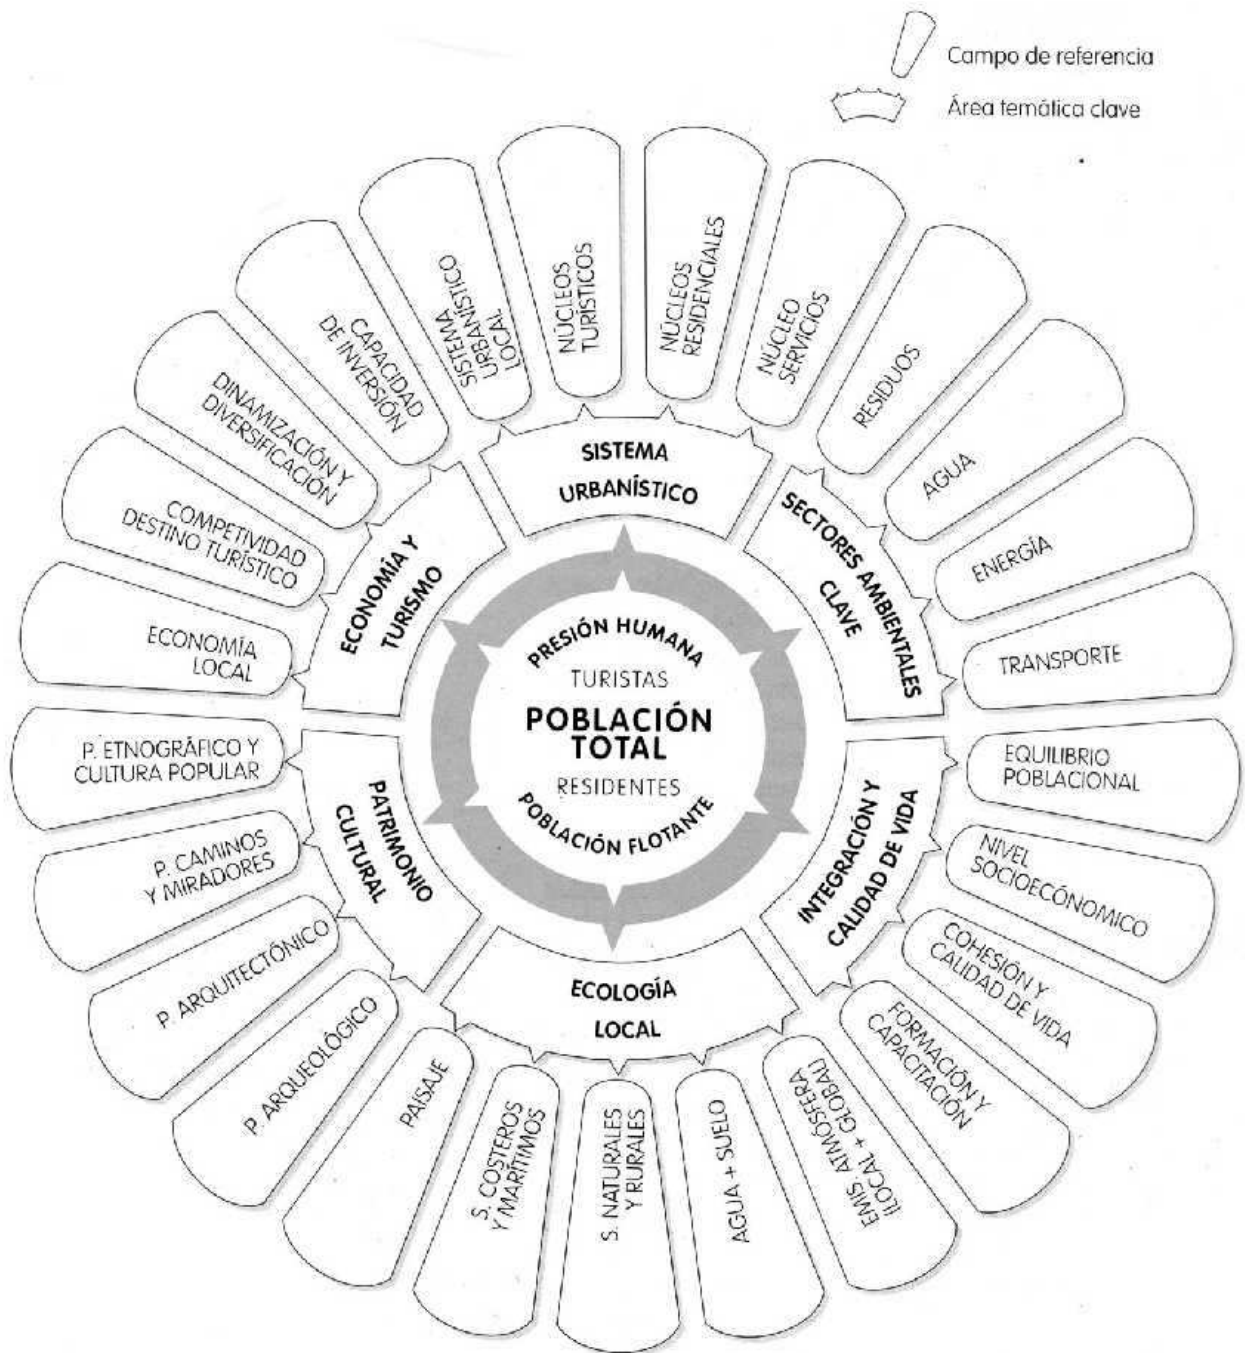 Campo de referencia
Área temática clave
SISTEMA
URBANÍSTICO
LOCAL
NÚCLEOS
TURÍSTICOS
NÚCLEOS
RESIDENCIALES
NÚCLEO
SERVICIOS
RESIDUOS
AGUA
ENERGÍA
TRANSPORTE
EQUILIBRIO
POBLACIONAL
NIVEL
SOCIOECÓNOMICO
COHESIÓN Y
CALIDAD DE VIDA
FORMACIÓN Y
CAPACITACIÓN
EMIS. ATMÓSFERA
(LOCAL + GLOBAL)
AGUA + SUELO
S. NATURALES
Y RURALES
S. COSTEROS
Y MARÍTIMOS
PAISAJE
P. ARQUEOLÓGICO
P. ARQUITECTÓNICO
P. CAMINOS
Y MIRADORES
P. ETNOGRÁFICO Y
CULTURA POPULAR
ECONOMÍA
LOCAL
COMPETIVIDAD
DESTINO TURÍSTICO
DINAMIZACIÓN Y
DIVERSIFICACIÓN
CAPACIDAD
DE INVERSIÓN
SISTEMA
URBANÍSTICO
SECTORES AMBIENTALES
CLAVE
INTEGRACIÓN Y
CALIDAD DE VIDA
ECOLOGÍA
LOCAL
PATRIMONIO
CULTURAL
ECONOMÍA Y
TURISMO
PRESIÓN HUMANA
TURISTAS
POBLACIÓN
TOTAL
RESIDENTES
POBLACIÓN FLOTANTE